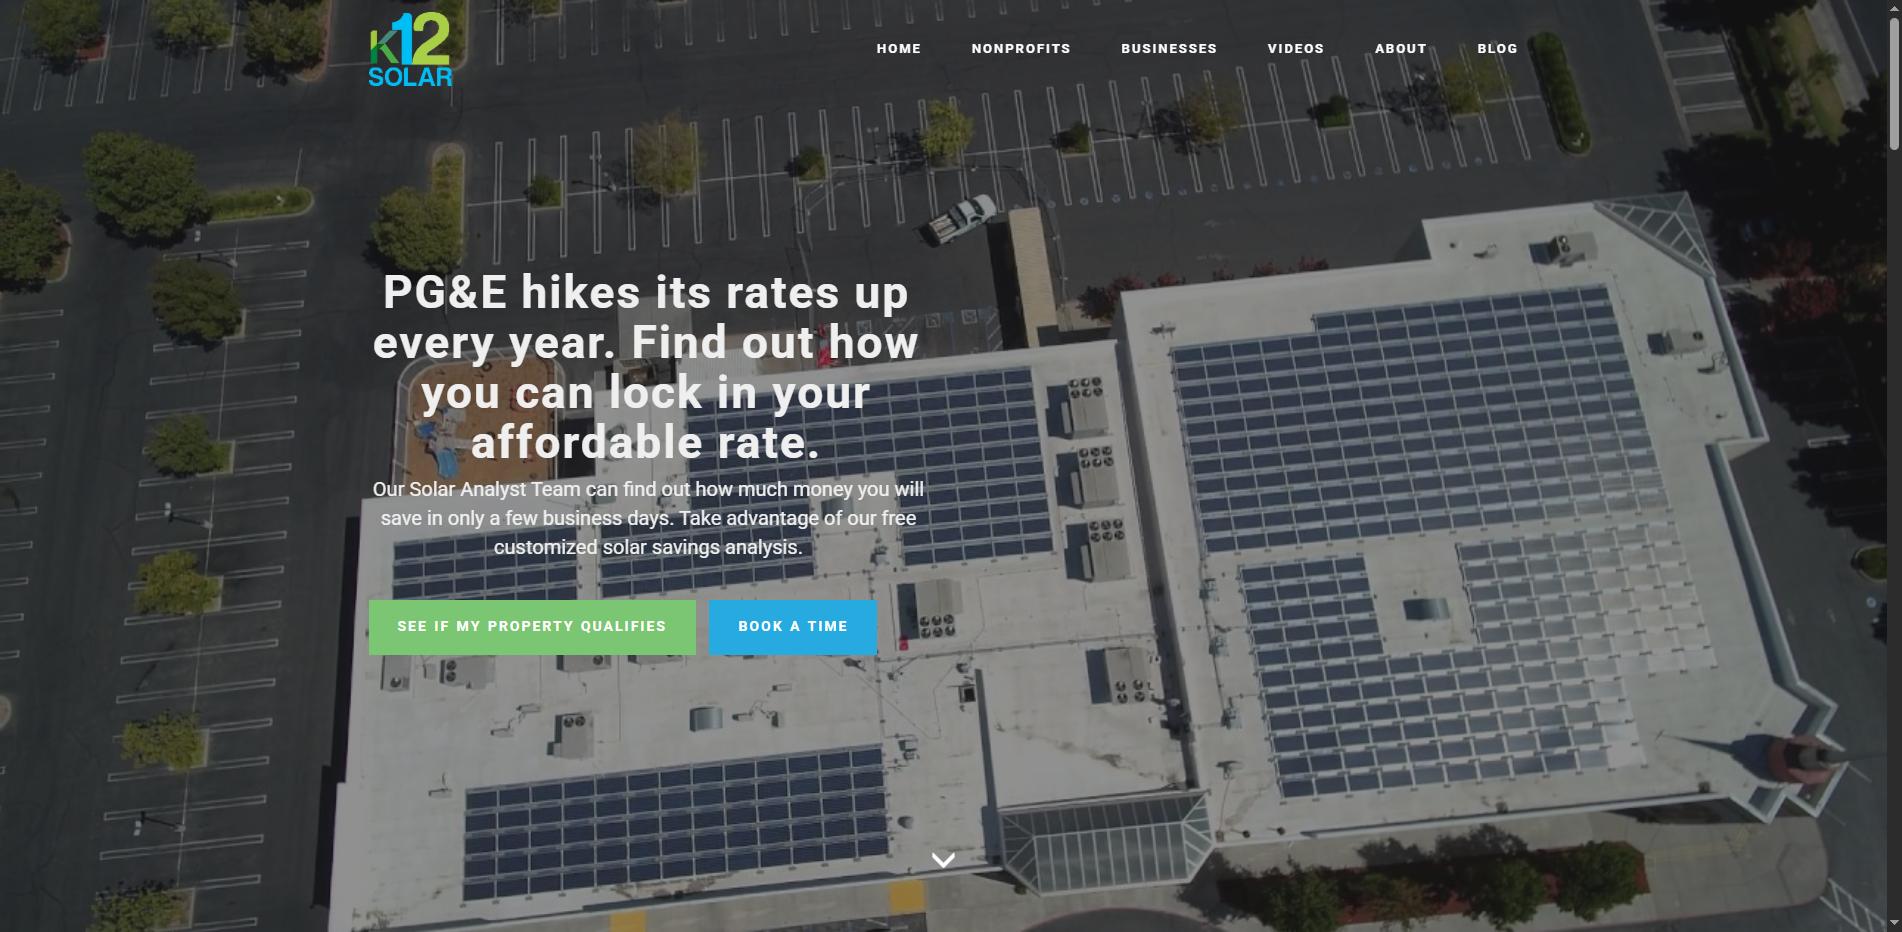 K12
SOLAR
HOME NONPROFITS BUSINESSES VIDEOS ABOUT BLOG
PG&E hikes its rates up
every year. Find out how
you can lock in your
affordable rate.
Our Solar Analyst Team can find out how much money you will
save in only a few business days. Take advantage of our free
customized solar savings analysis.
SEE IF MY PROPERTY QUALIFIES BOOK A TIME